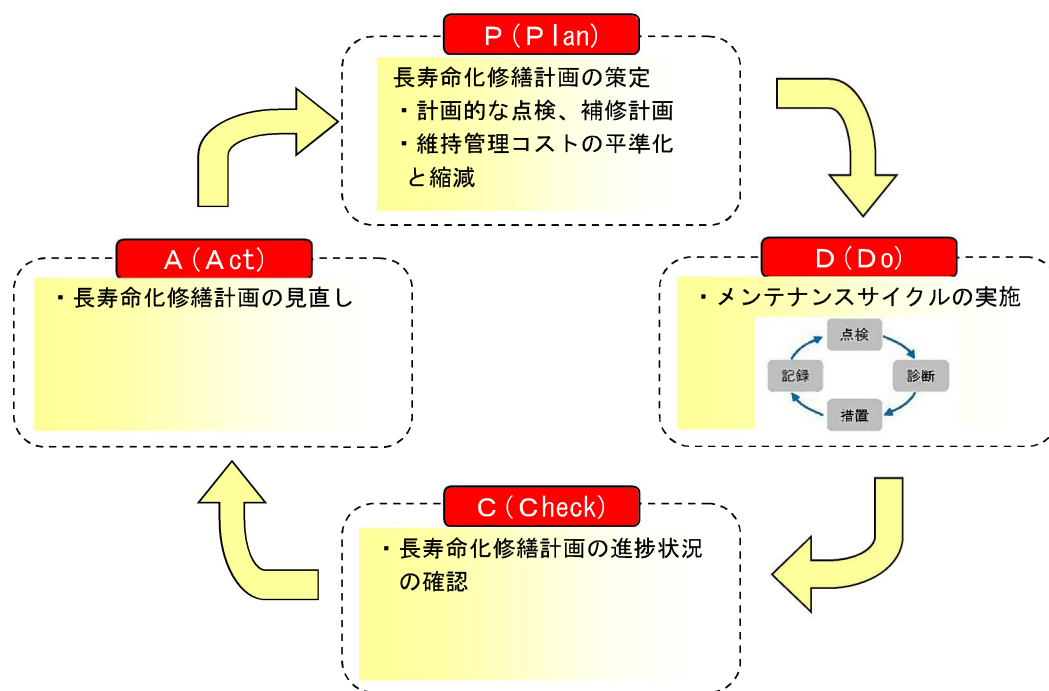 P(Plan)
長寿命化修繕計画の策定
・計画的な点検、補修計画
・維持管理コストの平準化
と縮減
D(Do)
・メンテナンスサイクルの実施
点検
診断
措置
記録
C(Check)
・長寿命化修繕計画の進捗状況
の確認
A(Act)
・長寿命化修繕計画の見直し